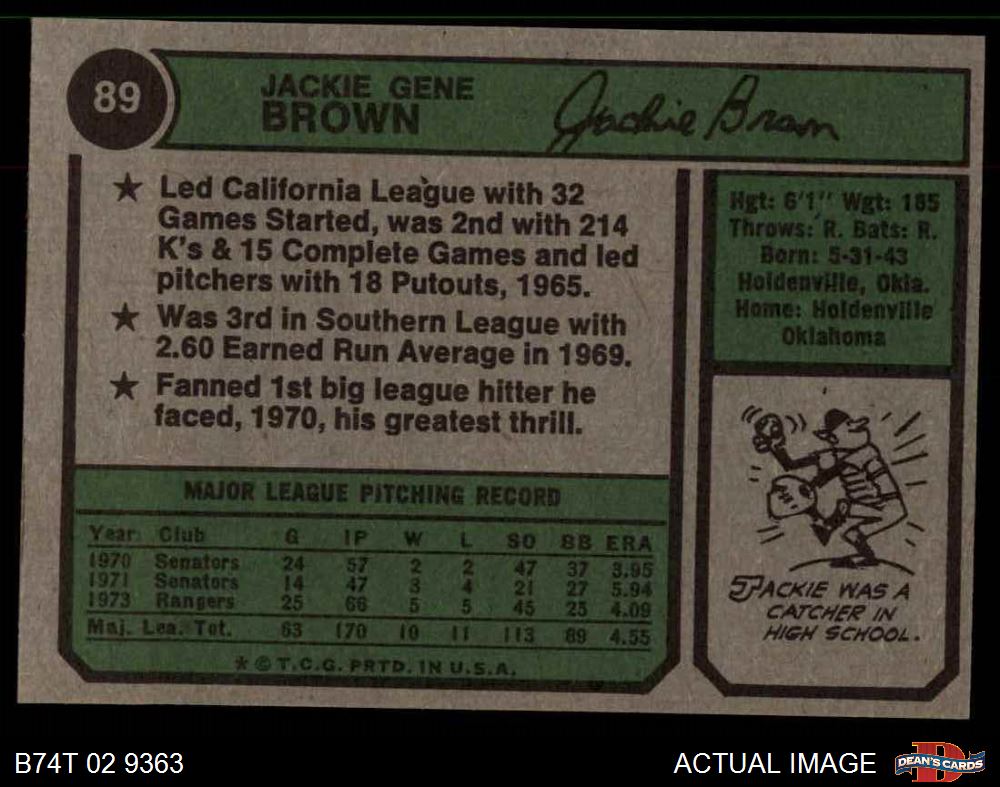 89
JACKIE GENE
BROWN
Jackie Brown
★ Led California League with 32
Games Started, was 2nd with 214
K's & 15 Complete Games and led
pitchers with 18 Putouts, 1965.
★ Was 3rd in Southern League with
2.60 Earned Run Average in 1969.
★ Fanned 1st big league hitter he
faced, 1970, his greatest thrill.
Hgt: 6'1" Wgt: 185
Throws: R. Bats: R.
Born: 5-31-43
Holdenville, Okla.
Home: Holdenville
Oklahoma
MAJOR LEAGUE PITCHING RECORD
Year Club G IP W L SO BB ERA
1970 Senators 24 57 2 2 47 37 3.95
1971 Senators 14 47 3 4 21 27 5.94
1973 Rangers 25 66 5 5 45 25 4.09
Maj. Lea. Tot. 63 170 10 11 113 89 4.55
* © T.C.G. PRTD. IN U.S.A.
JACKIE WAS A
CATCHER IN
HIGH SCHOOL.
B74T 02 9363
ACTUAL IMAGE
DEAN'S CARDS